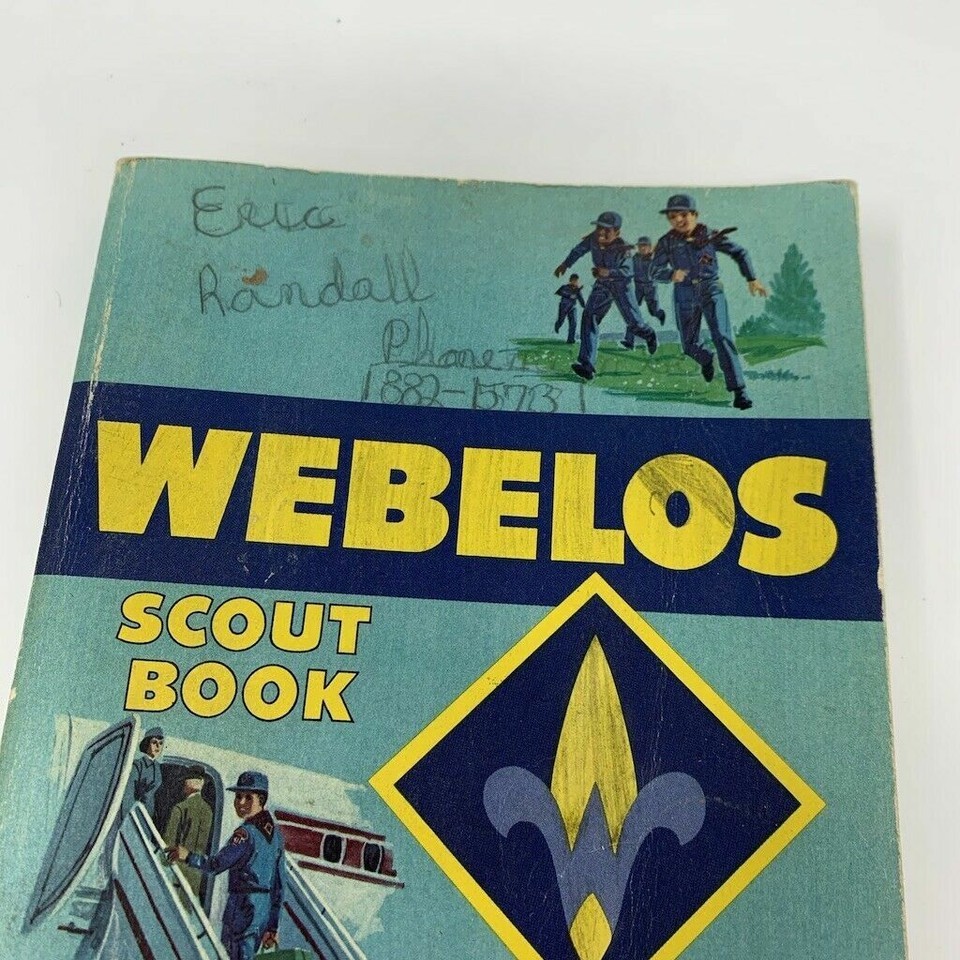 Eric
Randall
Phone
882-1573
WEBELOS
SCOUT
BOOK